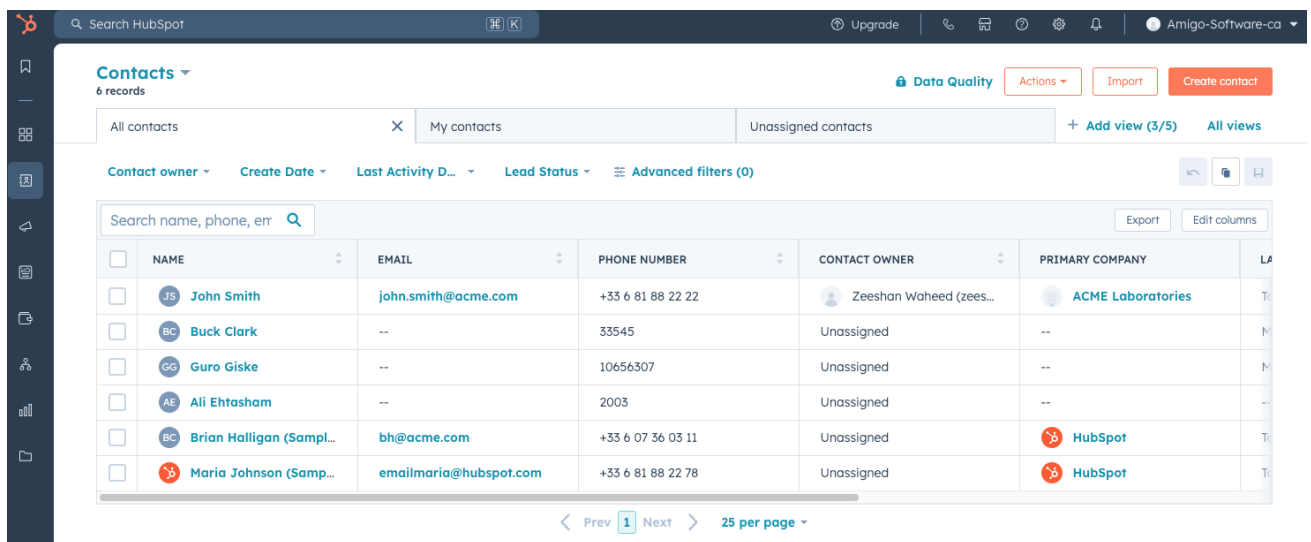 Search HubSpot ⌘ K Upgrade Amigo-Software-ca
Contacts
6 records
Data Quality Actions Import Create contact
All contacts My contacts Unassigned contacts + Add view (3/5) All views
Contact owner Create Date Last Activity D... Lead Status Advanced filters (0)
Search name, phone, em Export Edit columns
NAME EMAIL PHONE NUMBER CONTACT OWNER PRIMARY COMPANY LA
JS John Smith john.smith@acme.com +33 6 81 88 22 22 Zeeshan Waheed (zees... ACME Laboratories To
BC Buck Clark -- 33545 Unassigned -- M
GG Guro Giske -- 10656307 Unassigned -- M
AE Ali Ehtasham -- 2003 Unassigned -- --
BC Brian Halligan (Sampl... bh@acme.com +33 6 07 36 03 11 Unassigned HubSpot To
Maria Johnson (Samp... emailmaria@hubspot.com +33 6 81 88 22 78 Unassigned HubSpot To
Prev 1 Next 25 per page